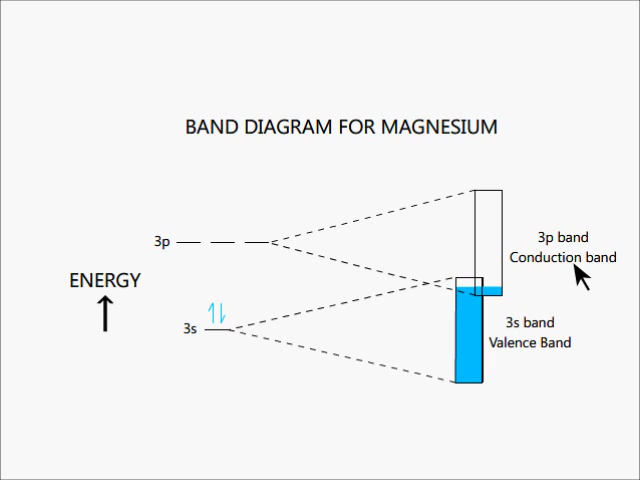 BAND DIAGRAM FOR MAGNESIUM
3p
3p band
Conduction band
ENERGY
3s
3s band
Valence Band